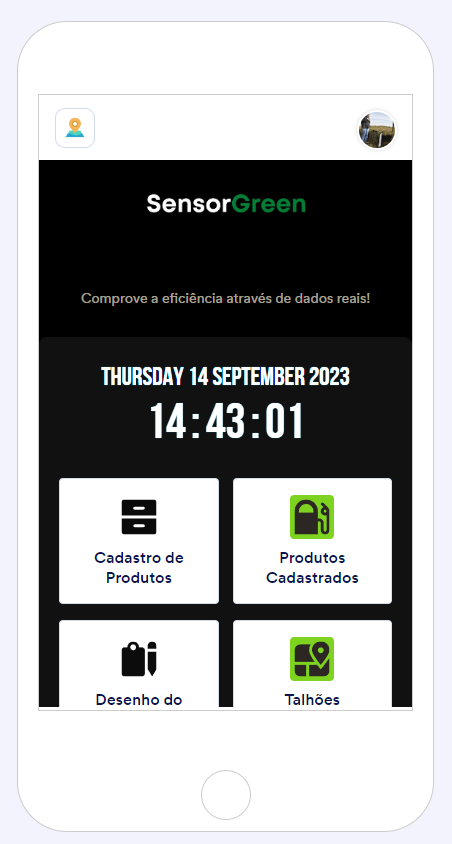 SensorGreen
Comprove a eficiência através de dados reais!
THURSDAY 14 SEPTEMBER 2023
14:43:01
Cadastro de
Produtos
Produtos
Cadastrados
Desenho do
Talhões